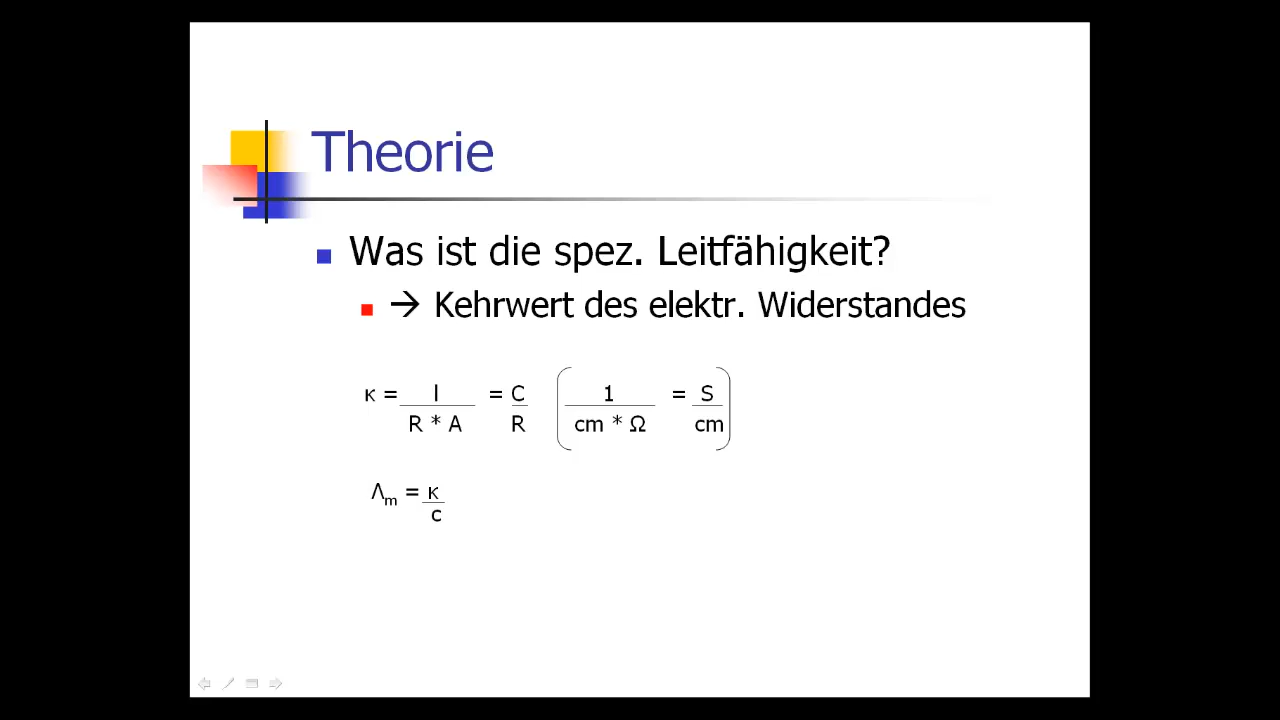 Theorie
Was ist die spez. Leitfähigkeit?
→ Kehrwert des elektr. Widerstandes
κ = l / R * A = C / R ( 1 / cm * Ω = S / cm )
Λm = κ / c